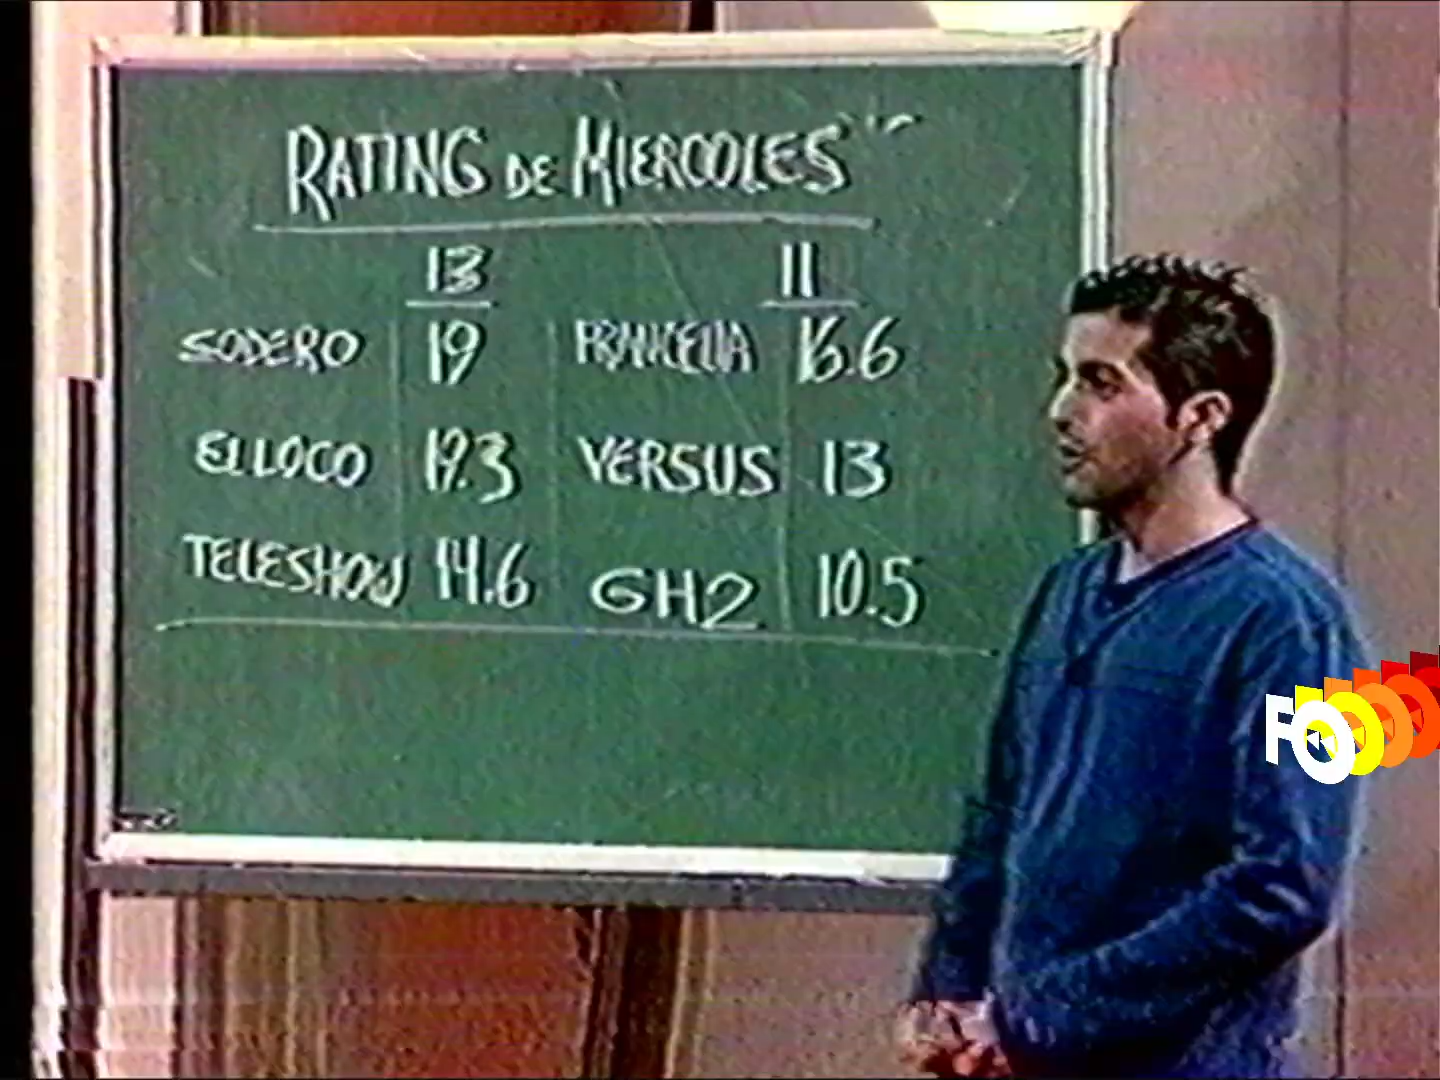 RATING DE MIERCOLES
13 11
SODERO 19 FRANCELLA 16.6
EL LOCO 19.3 VERSUS 13
TELESHOW 14.6 GH2 10.5
FO